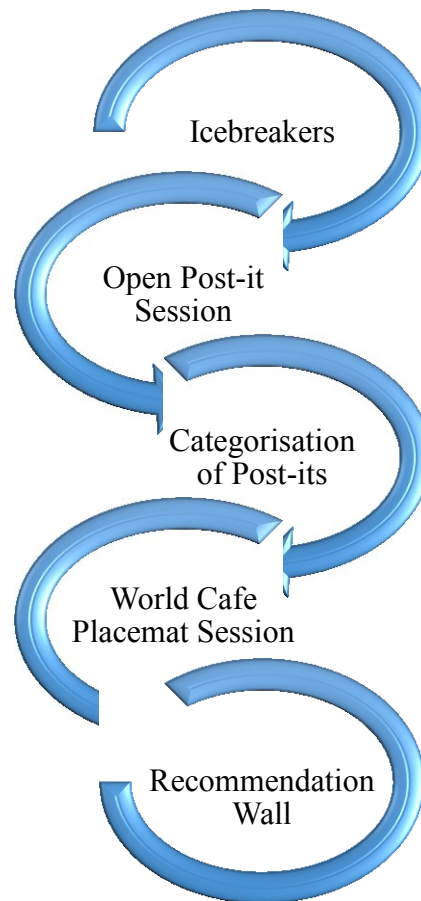 Icebreakers
Open Post-it
Session
Categorisation
of Post-its
World Cafe
Placemat Session
Recommendation
Wall